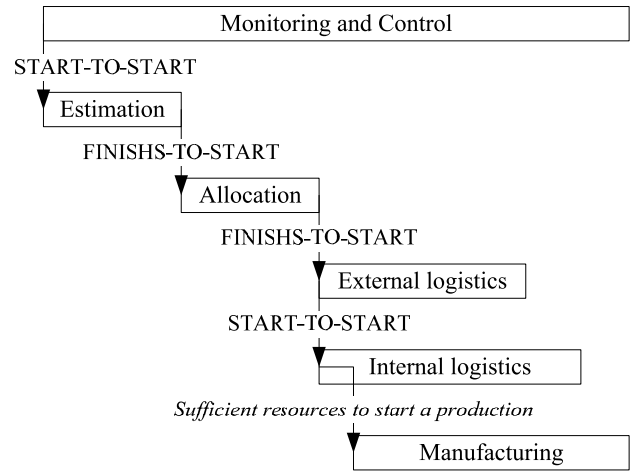 Monitoring and Control
START-TO-START
Estimation
FINISHS-TO-START
Allocation
FINISHS-TO-START
External logistics
START-TO-START
Internal logistics
Sufficient resources to start a production
Manufacturing